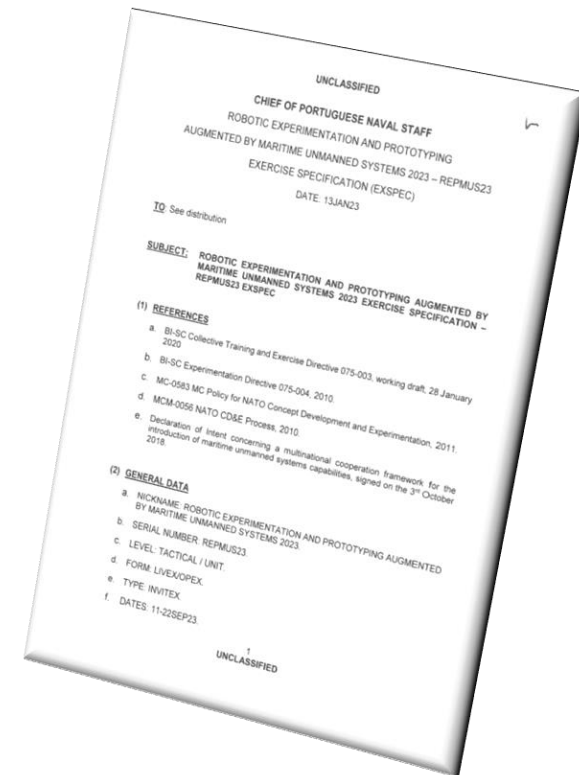 UNCLASSIFIED
CHIEF OF PORTUGUESE NAVAL STAFF
ROBOTIC EXPERIMENTATION AND PROTOTYPING
AUGMENTED BY MARITIME UNMANNED SYSTEMS 2023 – REPMUS23
EXERCISE SPECIFICATION (EXSPEC)
DATE: 13JAN23
TO: See distribution
SUBJECT: ROBOTIC EXPERIMENTATION AND PROTOTYPING AUGMENTED BY
MARITIME UNMANNED SYSTEMS 2023 EXERCISE SPECIFICATION –
REPMUS23 EXSPEC
(1) REFERENCES
a. BI-SC Collective Training and Exercise Directive 075-003, working draft, 28 January
2020
b. BI-SC Experimentation Directive 075-004, 2010.
c. MC-0583 MC Policy for NATO Concept Development and Experimentation, 2011.
d. MCM-0056 NATO CD&E Process, 2010.
e. Declaration of Intent concerning a multinational cooperation framework for the
introduction of maritime unmanned systems capabilities, signed on the 3rd October
2018.
(2) GENERAL DATA
a. NICKNAME: ROBOTIC EXPERIMENTATION AND PROTOTYPING AUGMENTED
BY MARITIME UNMANNED SYSTEMS 2023.
b. SERIAL NUMBER: REPMUS23.
c. LEVEL: TACTICAL / UNIT.
d. FORM: LIVEX/OPEX.
e. TYPE: INVITEX.
f. DATES: 11-22SEP23.
1
UNCLASSIFIED